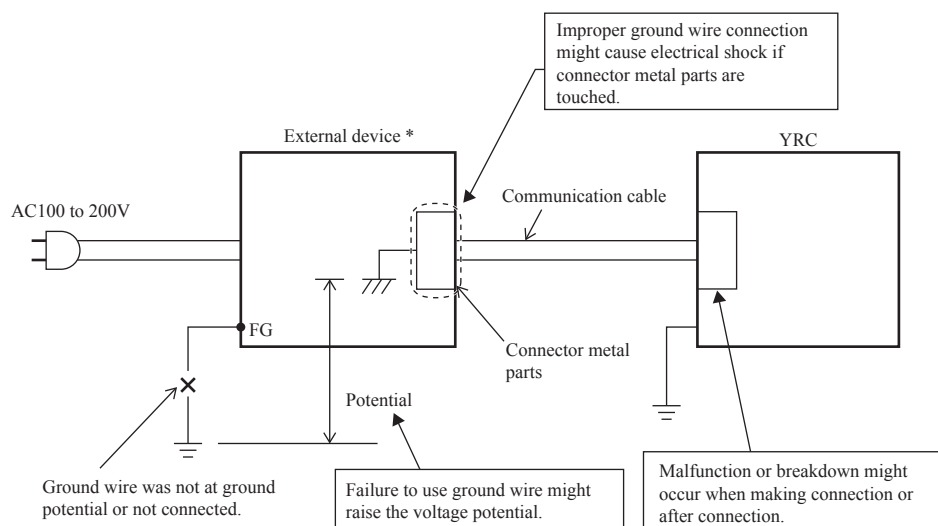 Improper ground wire connection
might cause electrical shock if
connector metal parts are
touched.
External device *
YRC
AC100 to 200V
Communication cable
FG
Connector metal
parts
Potential
Ground wire was not at ground
potential or not connected.
Failure to use ground wire might
raise the voltage potential.
Malfunction or breakdown might
occur when making connection or
after connection.